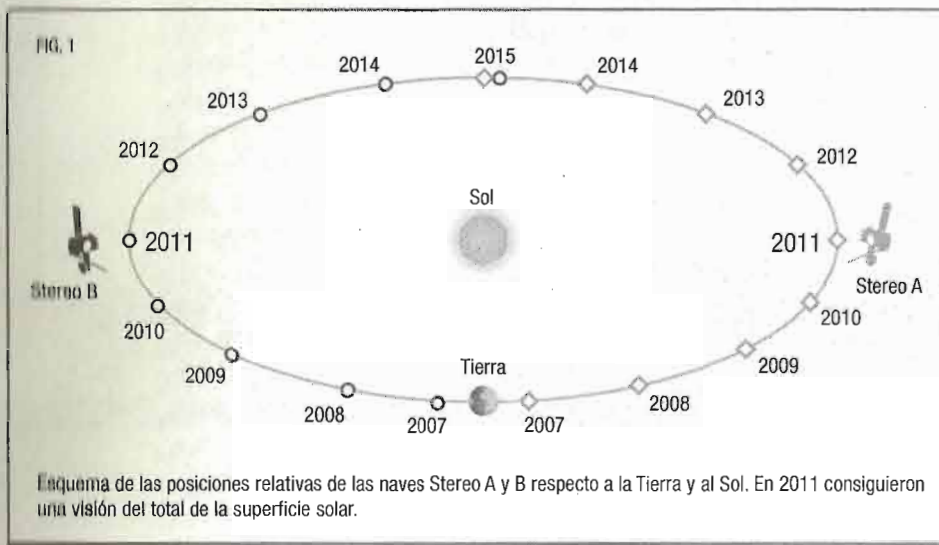 FIG. 1
2015
2014
2014
2013
2013
2012
2012
Sol
2011
2011
Stereo B
Stereo A
2010
2010
Tierra
2009
2009
2008
2008
2007
2007
Esquema de las posiciones relativas de las naves Stereo A y B respecto a la Tierra y al Sol. En 2011 consiguieron
una visión del total de la superficie solar.